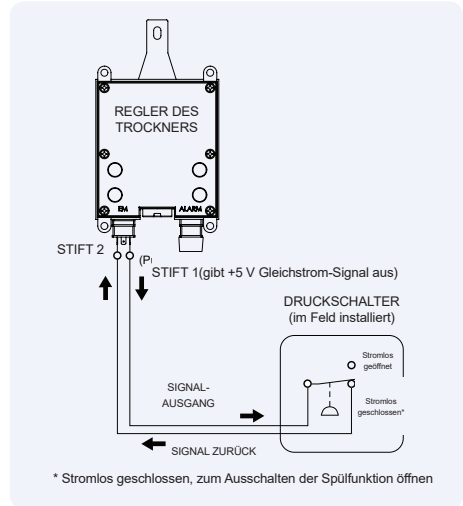 REGLER DES
TROCKNERS
EM
ALARM
STIFT 2
(P
STIFT 1(gibt +5 V Gleichstrom-Signal aus)
DRUCKSCHALTER
(im Feld installiert)
Stromlos
geöffnet
Stromlos
geschlossen*
SIGNAL-
AUSGANG
SIGNAL ZURÜCK
* Stromlos geschlossen, zum Ausschalten der Spülfunktion öffnen